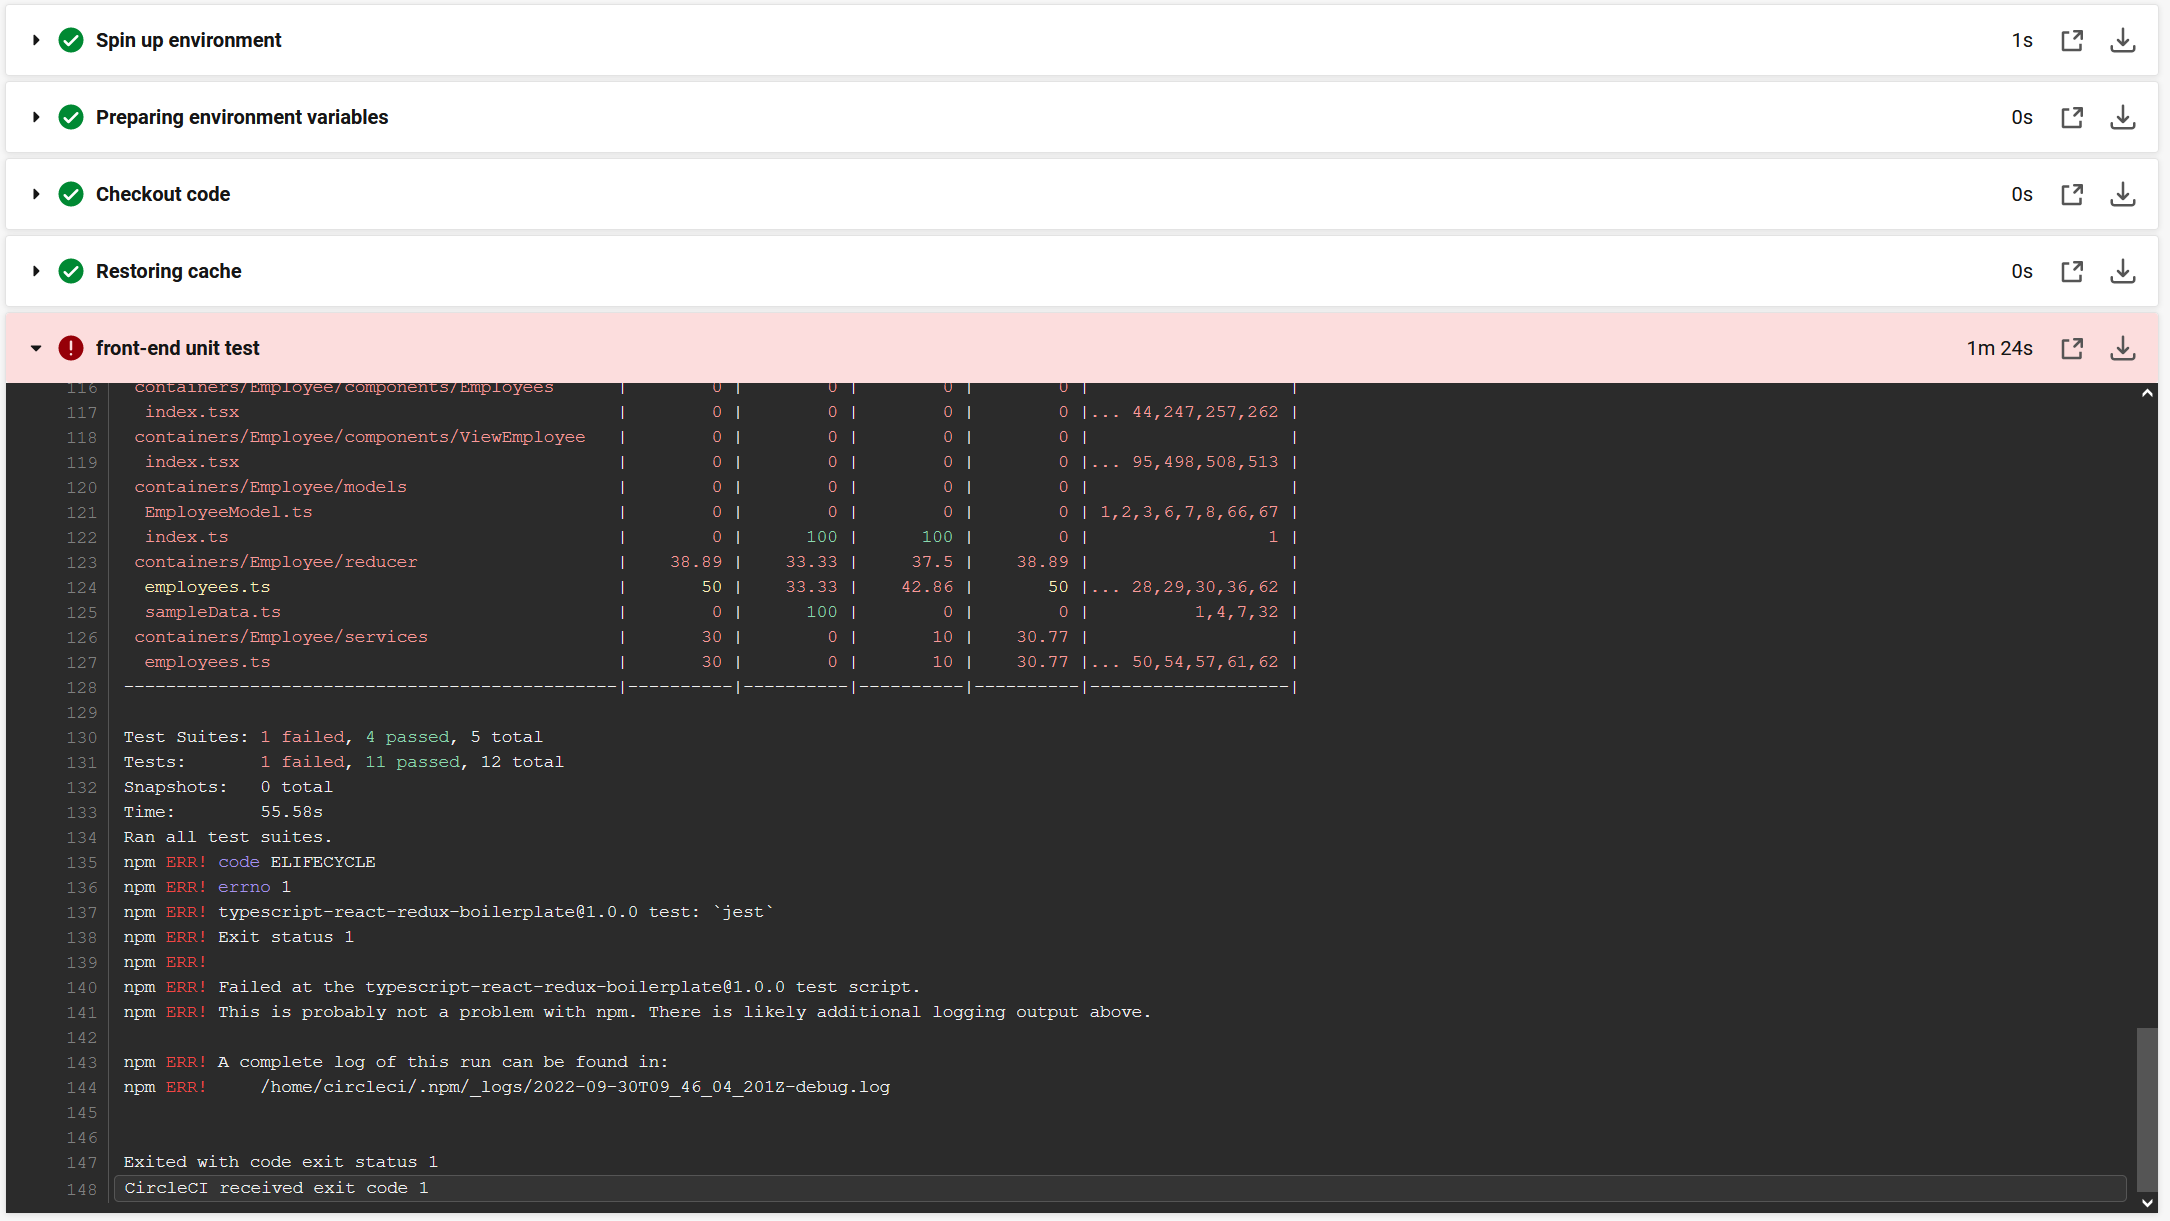 Spin up environment 1s
Preparing environment variables 0s
Checkout code 0s
Restoring cache 0s
front-end unit test 1m 24s
116 containers/Employee/components/Employees | 0 | 0 | 0 | 0 | |
117 index.tsx | 0 | 0 | 0 | 0 |... 44,247,257,262 |
118 containers/Employee/components/ViewEmployee | 0 | 0 | 0 | 0 | |
119 index.tsx | 0 | 0 | 0 | 0 |... 95,498,508,513 |
120 containers/Employee/models | 0 | 0 | 0 | 0 | |
121 EmployeeModel.ts | 0 | 0 | 0 | 0 | 1,2,3,6,7,8,66,67 |
122 index.ts | 0 | 100 | 100 | 0 | 1 |
123 containers/Employee/reducer | 38.89 | 33.33 | 37.5 | 38.89 | |
124 employees.ts | 50 | 33.33 | 42.86 | 50 |... 28,29,30,36,62 |
125 sampleData.ts | 0 | 100 | 0 | 0 | 1,4,7,32 |
126 containers/Employee/services | 30 | 0 | 10 | 30.77 | |
127 employees.ts | 30 | 0 | 10 | 30.77 |... 50,54,57,61,62 |
128 -----------------------------------------------|----------|----------|----------|----------|-------------------|
129
130 Test Suites: 1 failed, 4 passed, 5 total
131 Tests: 1 failed, 11 passed, 12 total
132 Snapshots: 0 total
133 Time: 55.58s
134 Ran all test suites.
135 npm ERR! code ELIFECYCLE
136 npm ERR! errno 1
137 npm ERR! typescript-react-redux-boilerplate@1.0.0 test: `jest`
138 npm ERR! Exit status 1
139 npm ERR!
140 npm ERR! Failed at the typescript-react-redux-boilerplate@1.0.0 test script.
141 npm ERR! This is probably not a problem with npm. There is likely additional logging output above.
142
143 npm ERR! A complete log of this run can be found in:
144 npm ERR! /home/circleci/.npm/_logs/2022-09-30T09_46_04_201Z-debug.log
145
146
147 Exited with code exit status 1
148 CircleCI received exit code 1